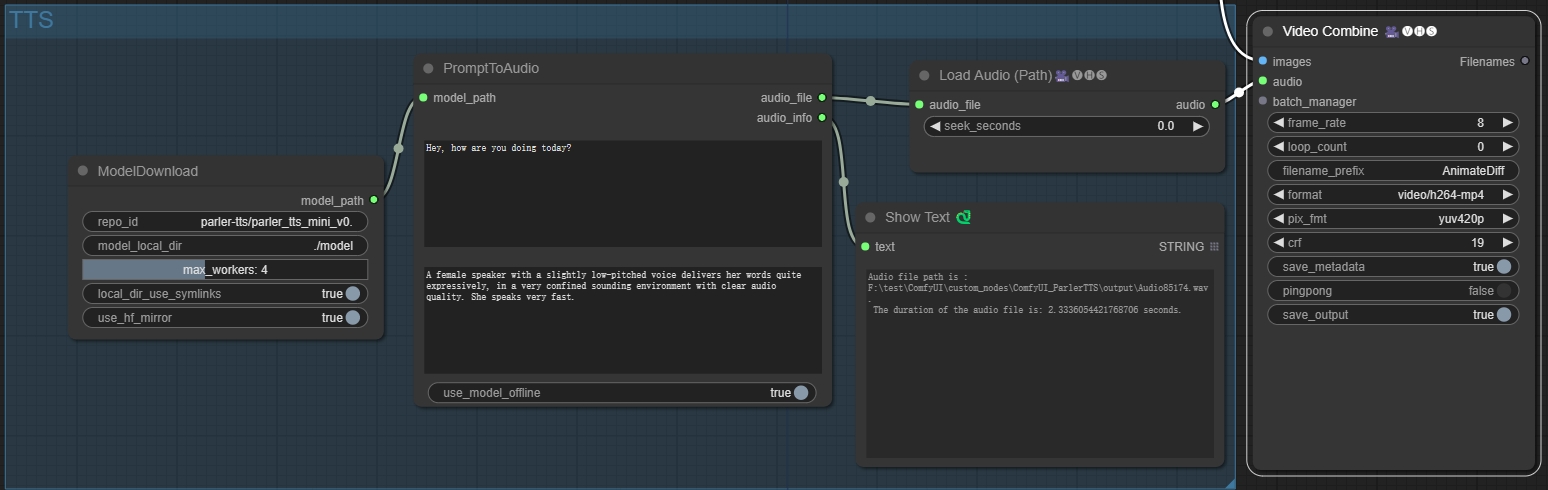 TTS
ModelDownload
model_path
repo_id parler-tts/parler_tts_mini_v0.
model_local_dir ./model
max_workers: 4
local_dir_use_symlinks true
use_hf_mirror true
PromptToAudio
model_path audio_file
audio_info
Hey, how are you doing today?
A female speaker with a slightly low-pitched voice delivers her words quite
expressively, in a very confined sounding environment with clear audio
quality. She speaks very fast.
use_model_offline true
Load Audio (Path) VHS
audio_file audio
seek_seconds 0.0
Show Text
text STRING
Audio file path is :
F:\test\ComfyUI\custom_nodes\ComfyUI_ParlerTTS\output\Audio85174.wav
.
The duration of the audio file is: 2.3336054421768706 seconds.
Video Combine VHS
images Filenames
audio
batch_manager
frame_rate 8
loop_count 0
filename_prefix AnimateDiff
format video/h264-mp4
pix_fmt yuv420p
crf 19
save_metadata true
pingpong false
save_output true